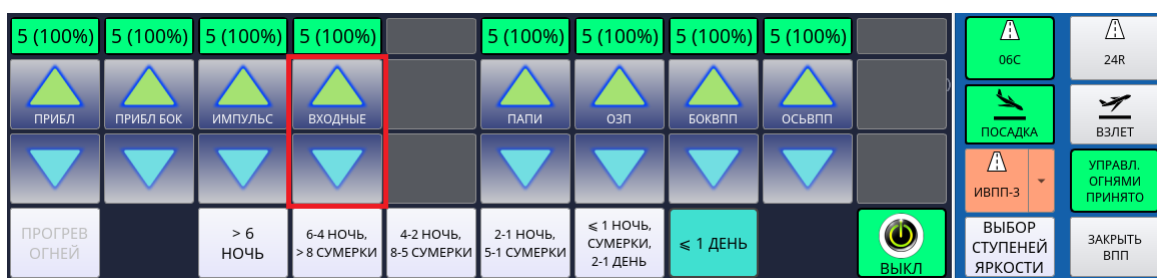 5 (100%) 5 (100%) 5 (100%) 5 (100%) 5 (100%) 5 (100%) 5 (100%) 5 (100%)
ПРИБЛ ПРИБЛ БОК ИМПУЛЬС ВХОДНЫЕ ПАПИ ОЗП БОКВПП ОСЬВПП
ПРОГРЕВ
ОГНЕЙ
> 6
НОЧЬ
6-4 НОЧЬ,
> 8 СУМЕРКИ
4-2 НОЧЬ,
8-5 СУМЕРКИ
2-1 НОЧЬ,
5-1 СУМЕРКИ
⩽ 1 НОЧЬ,
СУМЕРКИ,
2-1 ДЕНЬ
⩽ 1 ДЕНЬ
ВЫКЛ
06C
24R
ПОСАДКА
ВЗЛЕТ
ИВПП-3
УПРАВЛ.
ОГНЯМИ
ПРИНЯТО
ВЫБОР
СТУПЕНЕЙ
ЯРКОСТИ
ЗАКРЫТЬ
ВПП